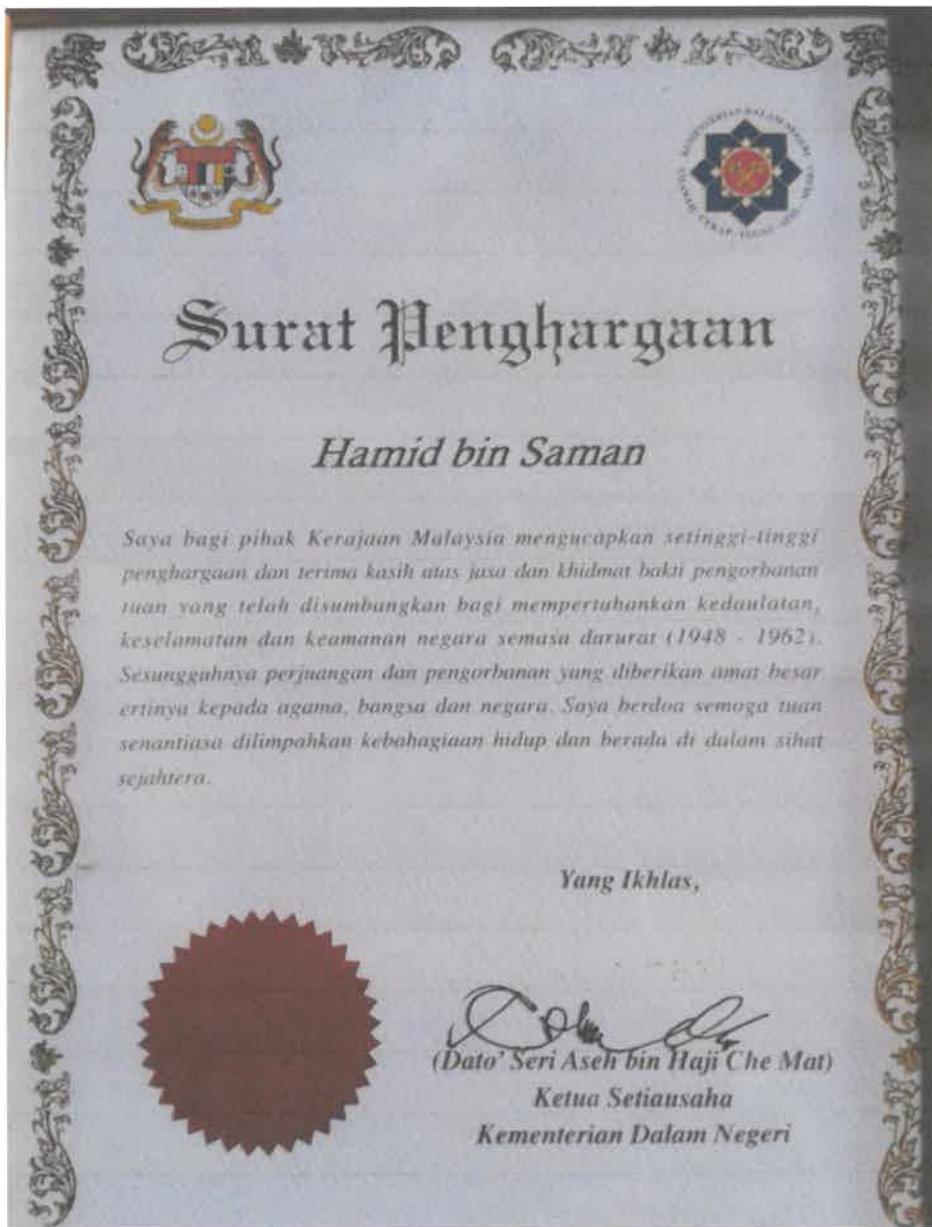 KEMENTERIAN DALAM NEGERI
Surat Penghargaan
Hamid bin Saman
Saya bagi pihak Kerajaan Malaysia mengucapkan setinggi-tinggi
penghargaan dan terima kasih atas jasa dan khidmat bakti pengorbanan
tuan yang telah disumbangkan bagi mempertahankan kedaulatan,
keselamatan dan keamanan negara semasa darurat (1948 - 1962).
Sesungguhnya perjuangan dan pengorbanan yang diberikan amat besar
ertinya kepada agama, bangsa dan negara. Saya berdoa semoga tuan
senantiasa dilimpahkan kebahagiaan hidup dan berada di dalam sihat
sejahtera.
Yang Ikhlas,
(Dato' Seri Aseh bin Haji Che Mat)
Ketua Setiausaha
Kementerian Dalam Negeri